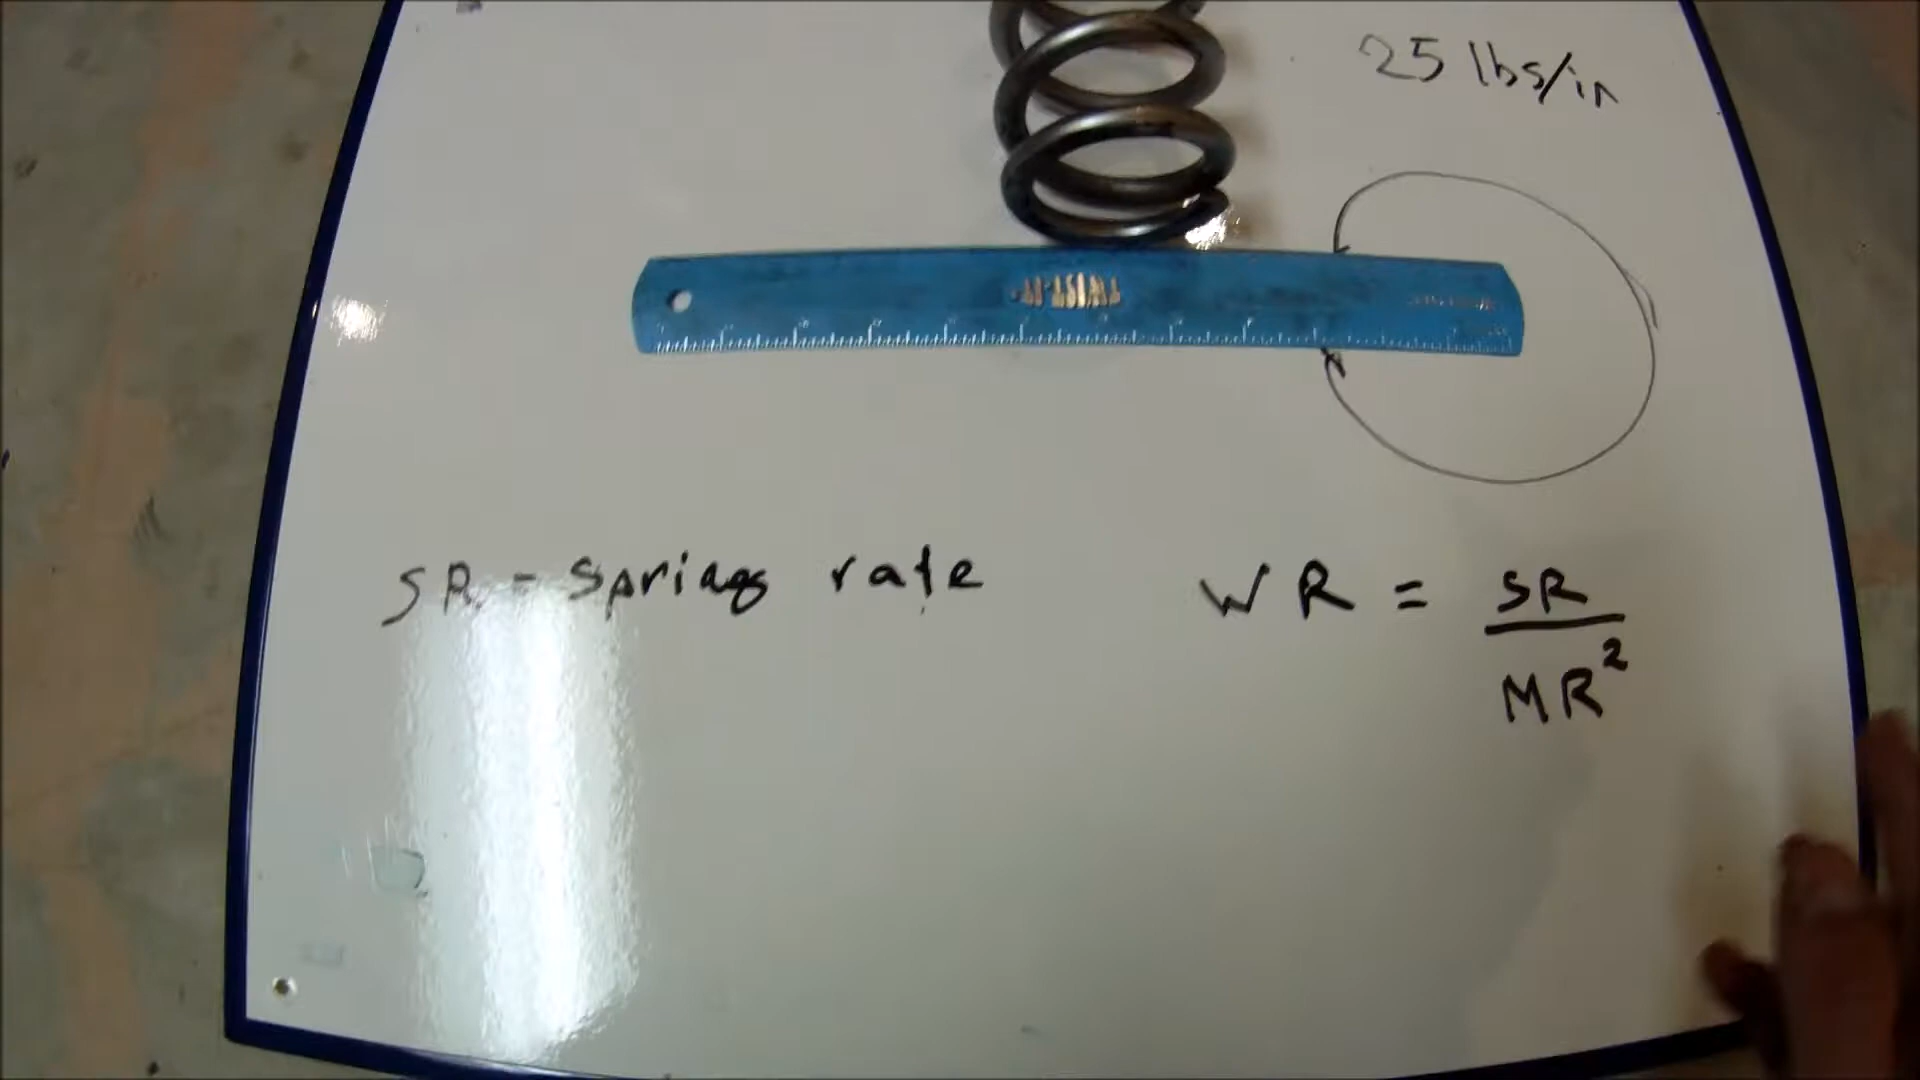 25 lbs/in
SR = Spring rate
WR = SR
MR²